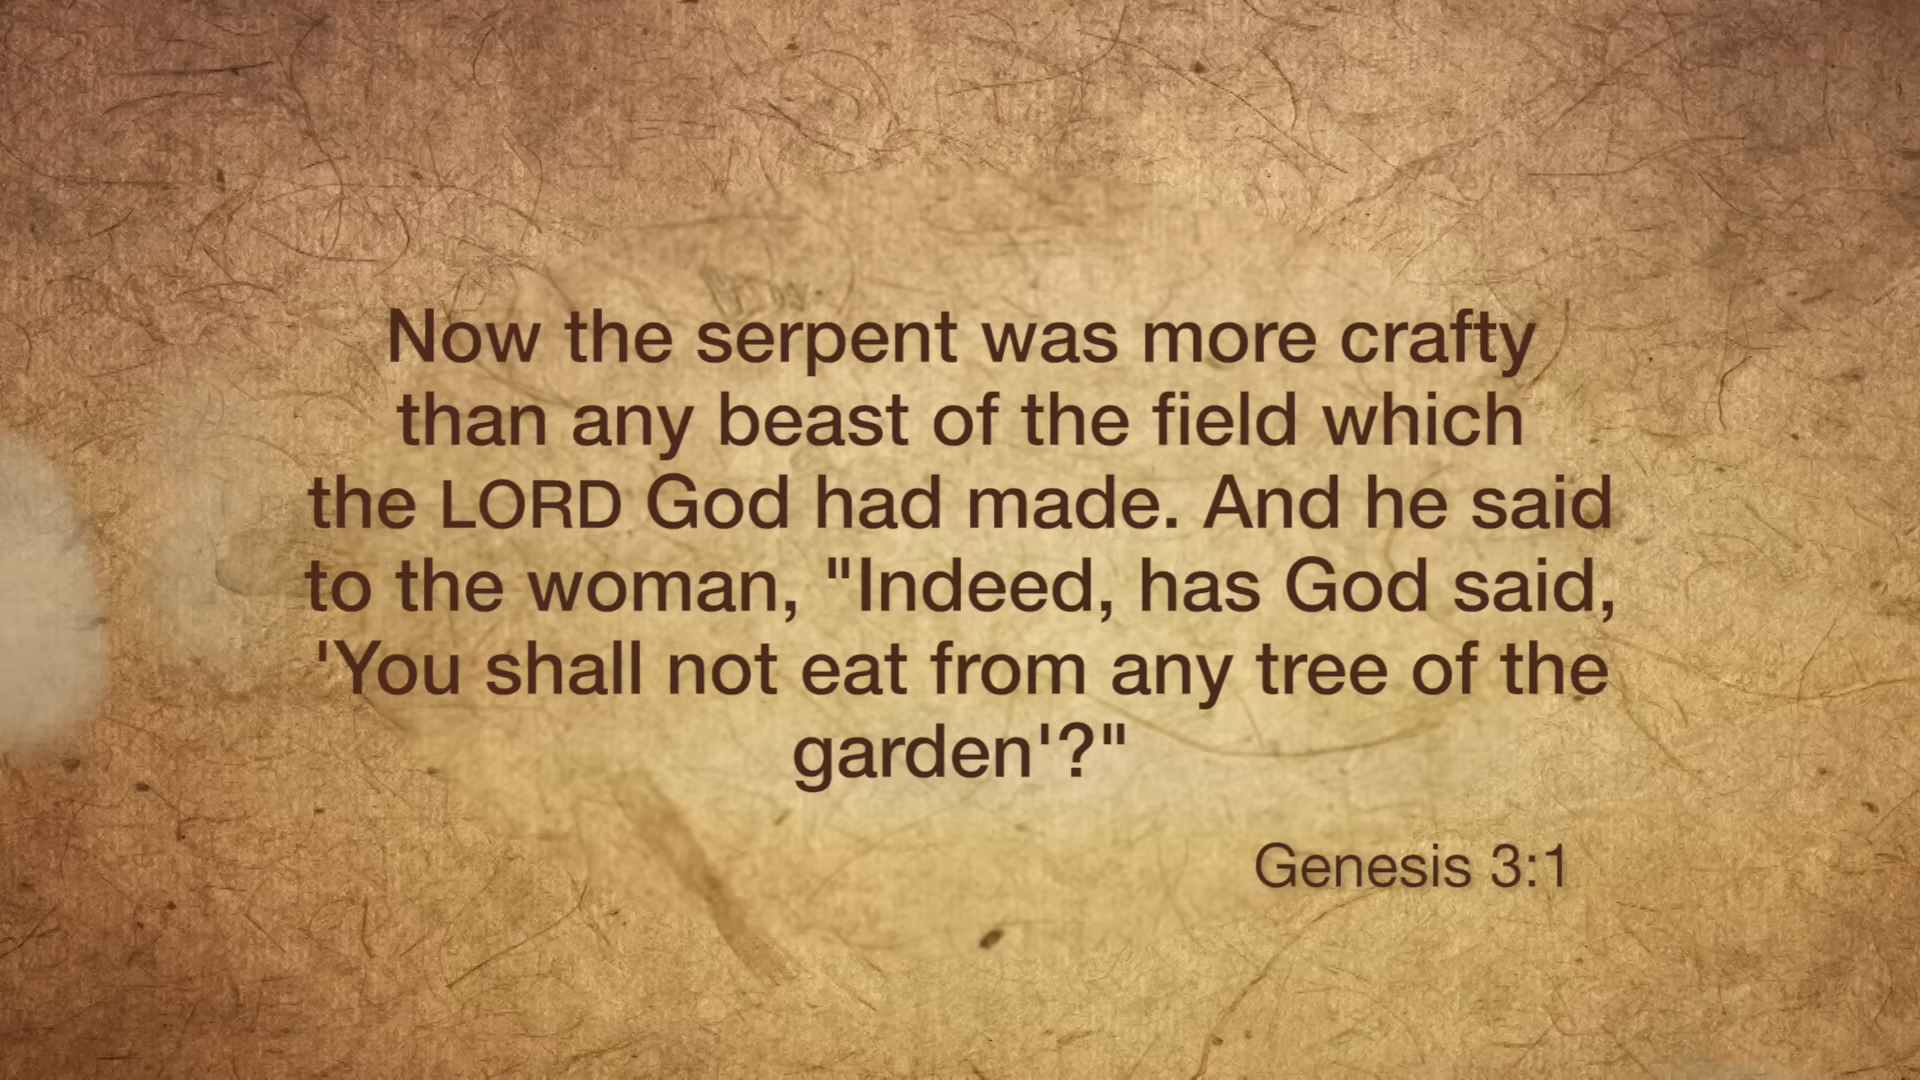 Now the serpent was more crafty
than any beast of the field which
the LORD God had made. And he said
to the woman, "Indeed, has God said,
'You shall not eat from any tree of the
garden'?"
Genesis 3:1